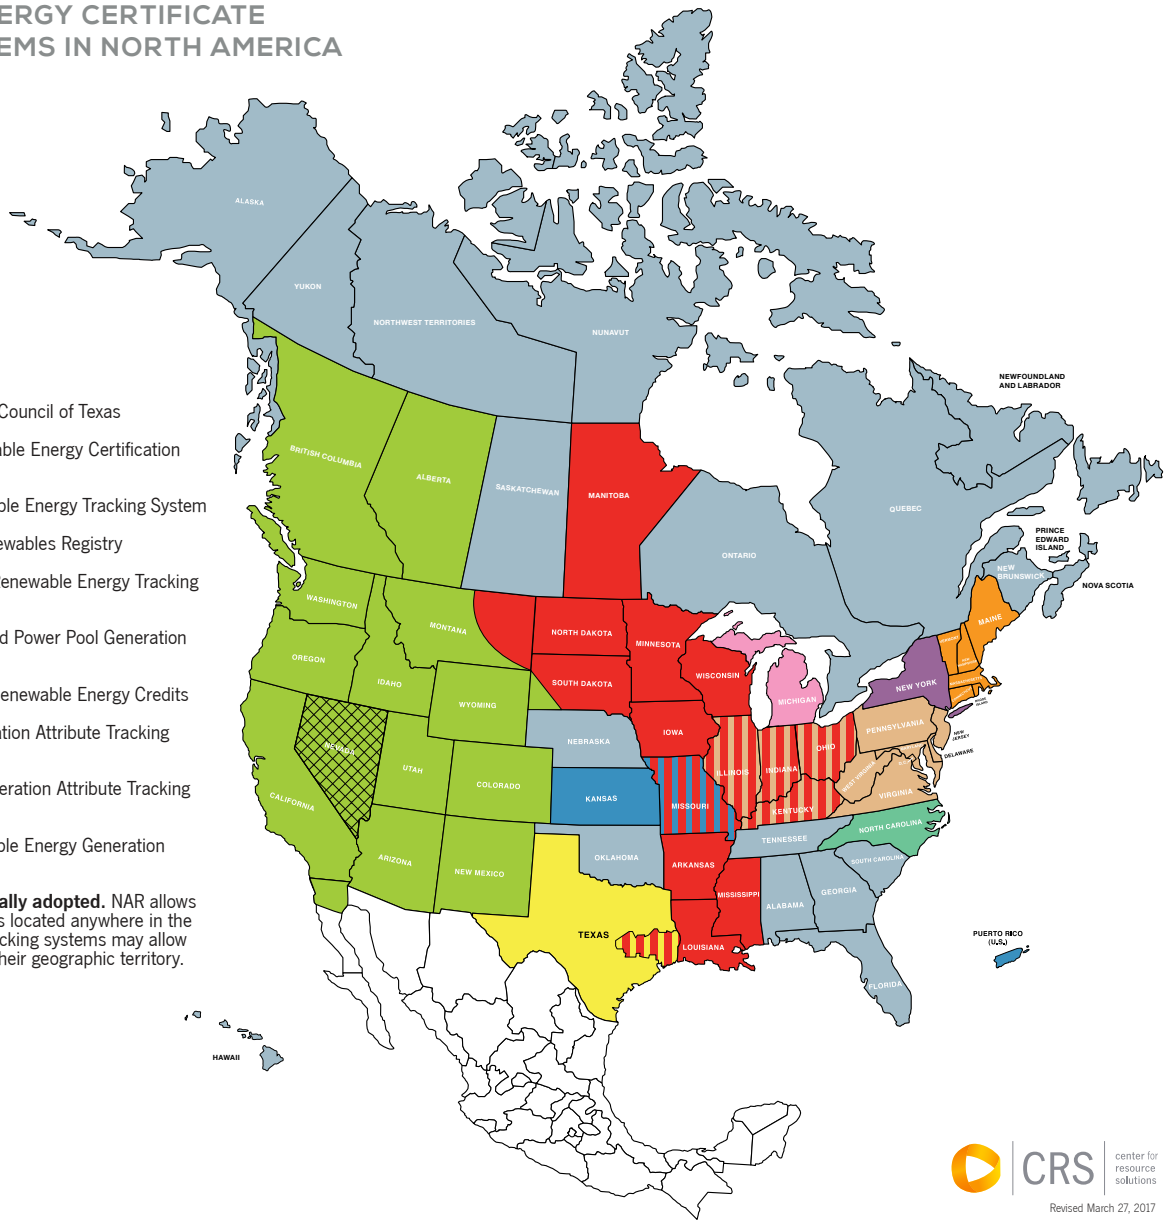 ERGY CERTIFICATE
EMS IN NORTH AMERICA
ALASKA
YUKON
NORTHWEST TERRITORIES
NUNAVUT
NEWFOUNDLAND
AND LABRADOR
Council of Texas
able Energy Certification
ble Energy Tracking System
ewables Registry
Renewable Energy Tracking
d Power Pool Generation
Renewable Energy Credits
tion Attribute Tracking
eration Attribute Tracking
ble Energy Generation
ally adopted. NAR allows
s located anywhere in the
cking systems may allow
heir geographic territory.
BRITISH COLUMBIA
ALBERTA
SASKATCHEWAN
MANITOBA
ONTARIO
QUEBEC
PRINCE
EDWARD
ISLAND
NEW
BRUNSWICK
NOVA SCOTIA
WASHINGTON
MONTANA
NORTH DAKOTA
MINNESOTA
MAINE
OREGON
IDAHO
SOUTH DAKOTA
WISCONSIN
MICHIGAN
NEW YORK
WYOMING
NEBRASKA
IOWA
PENNSYLVANIA
NEW
JERSEY
DELAWARE
NEVADA
UTAH
COLORADO
KANSAS
MISSOURI
ILLINOIS
INDIANA
OHIO
WEST VIRGINIA
VIRGINIA
KENTUCKY
CALIFORNIA
ARIZONA
NEW MEXICO
OKLAHOMA
ARKANSAS
TENNESSEE
NORTH CAROLINA
SOUTH CAROLINA
TEXAS
LOUISIANA
MISSISSIPPI
ALABAMA
GEORGIA
FLORIDA
PUERTO RICO
(U.S.)
HAWAII
CRS
center for
resource
solutions
Revised March 27, 2017